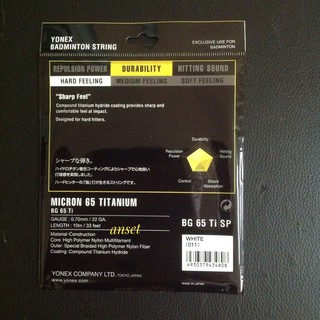 YONEX
BADMINTON STRING
EXCLUSIVE USE FOR
BADMINTON
REPULSION POWER
DURABILITY
HITTING SOUND
HARD FEELING
MEDIUM FEELING
SOFT FEELING
"Sharp Feel"
Compound titanium hydride coating provides sharp and
comfortable feel at impact.
Designed for hard hitters.
Durability
Repulsion
Power
Hitting
Sound
Control
Shock
Absorption
シャープな弾き。
MICRON 65 TITANIUM
GAUGE : 0.70mm / 22 GA.
LENGTH : 10m / 33 feet
ansel
BG 65 Ti SP
Material-Construction
Core: High Polymer Nylon Multifilament
Outer: Special Braided High Polymer Nylon Fiber
Coating: Compound Titanium Hydride
WHITE
(011)
BG 65 Ti
4930379434808
YONEX COMPANY LTD. TOKYO JAPAN
www.yonex.com